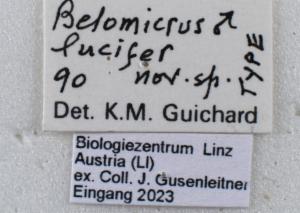 Belomicrus ♂
lucifer
90 nov. sp.
TYPE
Det. K.M. Guichard
Biologiezentrum Linz
Austria (LI)
ex. Coll. J. Gusenleitner
Eingang 2023